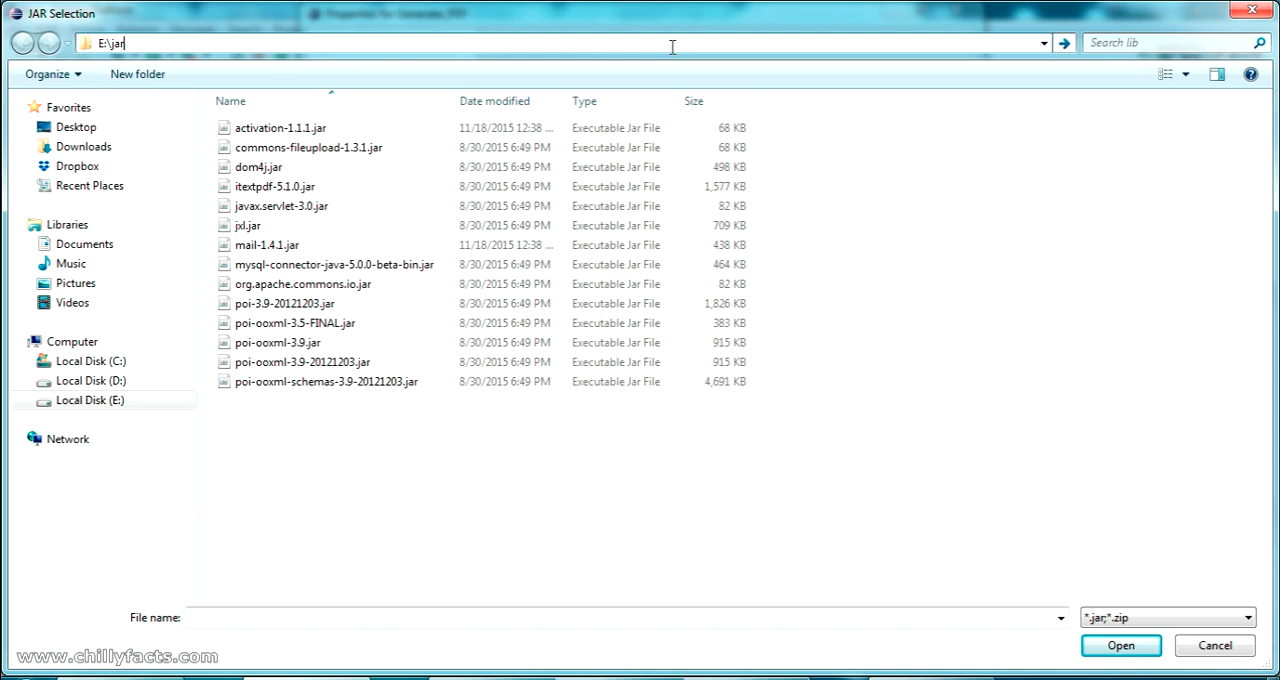 JAR Selection
E:\jar
Search lib
Organize
New folder
Favorites
Desktop
Downloads
Dropbox
Recent Places
Libraries
Documents
Music
Pictures
Videos
Computer
Local Disk (C:)
Local Disk (D:)
Local Disk (E:)
Network
Name Date modified Type Size
activation-1.1.1.jar 11/18/2015 12:38 ... Executable Jar File 68 KB
commons-fileupload-1.3.1.jar 8/30/2015 6:49 PM Executable Jar File 68 KB
dom4j.jar 8/30/2015 6:49 PM Executable Jar File 498 KB
itextpdf-5.1.0.jar 8/30/2015 6:49 PM Executable Jar File 1,577 KB
javax.servlet-3.0.jar 8/30/2015 6:49 PM Executable Jar File 82 KB
jxl.jar 8/30/2015 6:49 PM Executable Jar File 709 KB
mail-1.4.1.jar 11/18/2015 12:38 ... Executable Jar File 438 KB
mysql-connector-java-5.0.0-beta-bin.jar 8/30/2015 6:49 PM Executable Jar File 464 KB
org.apache.commons.io.jar 8/30/2015 6:49 PM Executable Jar File 82 KB
poi-3.9-20121203.jar 8/30/2015 6:49 PM Executable Jar File 1,826 KB
poi-ooxml-3.5-FINAL.jar 8/30/2015 6:49 PM Executable Jar File 383 KB
poi-ooxml-3.9.jar 8/30/2015 6:49 PM Executable Jar File 915 KB
poi-ooxml-3.9-20121203.jar 8/30/2015 6:49 PM Executable Jar File 915 KB
poi-ooxml-schemas-3.9-20121203.jar 8/30/2015 6:49 PM Executable Jar File 4,691 KB
File name:
*.jar;*.zip
Open
Cancel
www.chillyfacts.com